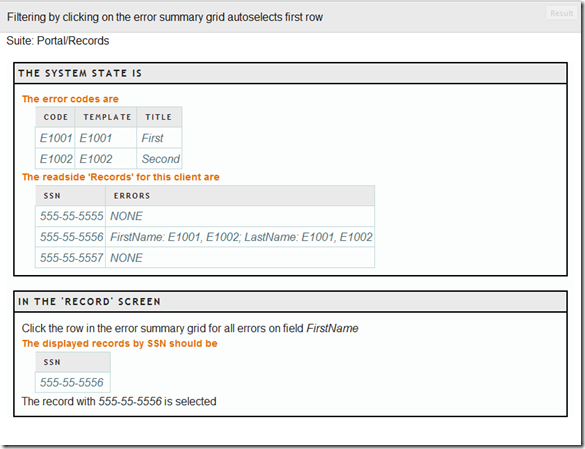 Filtering by clicking on the error summary grid autoselects first row
Result
Suite: Portal/Records
THE SYSTEM STATE IS
The error codes are
CODE TEMPLATE TITLE
E1001 E1001 First
E1002 E1002 Second
The readside 'Records' for this client are
SSN ERRORS
555-55-5555 NONE
555-55-5556 FirstName: E1001, E1002; LastName: E1001, E1002
555-55-5557 NONE
IN THE 'RECORD' SCREEN
Click the row in the error summary grid for all errors on field FirstName
The displayed records by SSN should be
SSN
555-55-5556
The record with 555-55-5556 is selected